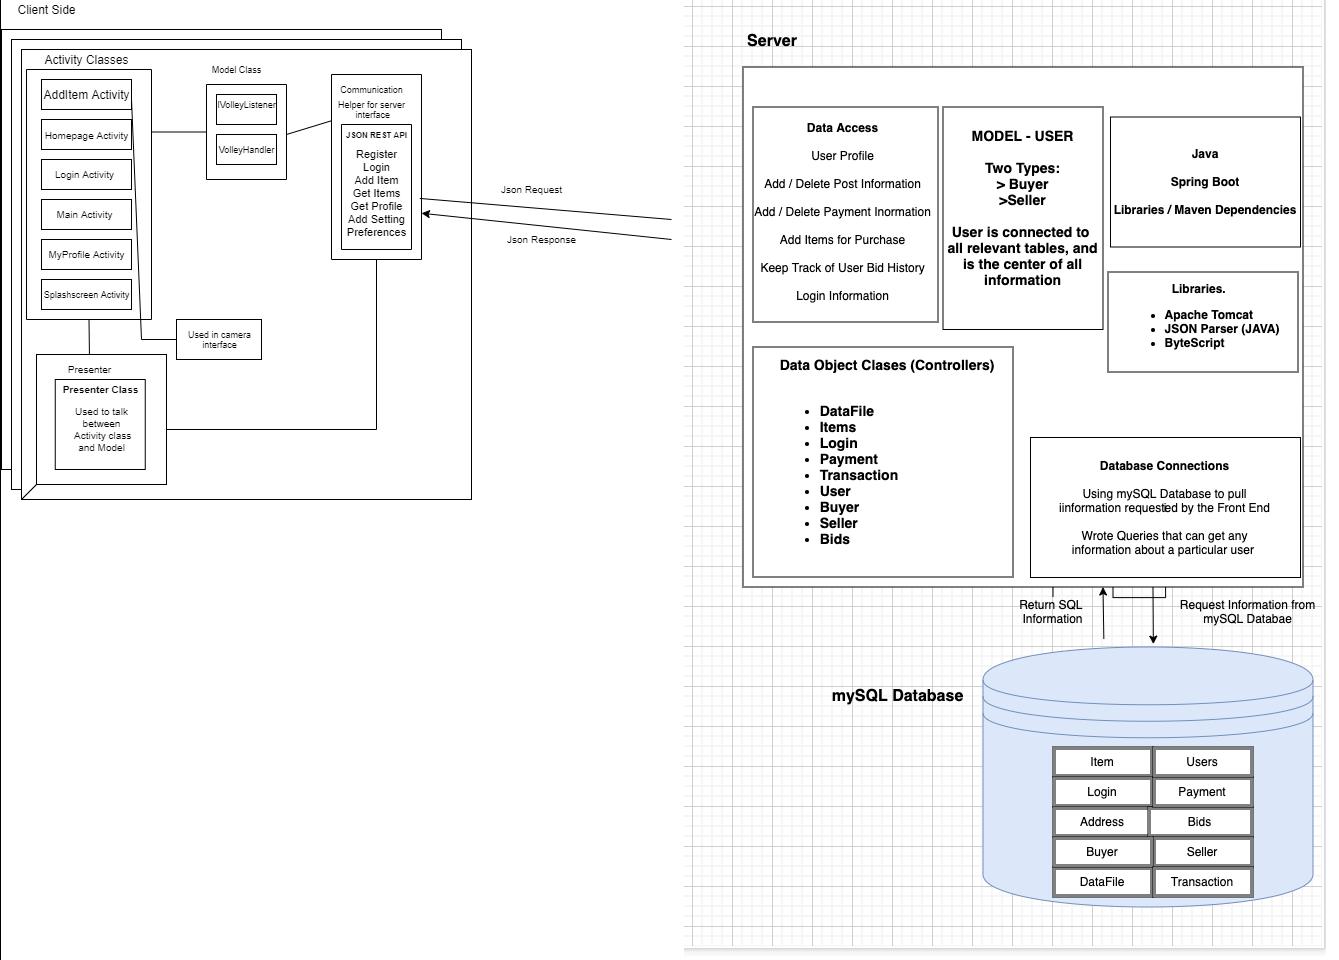 Client Side
Activity Classes
AddItem Activity
Homepage Activity
Login Activity
Main Activity
MyProfile Activity
Splashscreen Activity
Model Class
IVolleyListener
VolleyHandler
Communication
Helper for server
interface
JSON REST API
Register
Login
Add Item
Get Items
Get Profile
Add Setting
Preferences
Json Request
Json Response
Used in camera
interface
Presenter
Presenter Class
Used to talk
between
Activity class
and Model
Server
Data Access
User Profile
Add / Delete Post Information
Add / Delete Payment Inormation
Add Items for Purchase
Keep Track of User Bid History
Login Information
MODEL - USER
Two Types:
> Buyer
>Seller
User is connected to
all relevant tables, and
is the center of all
information
Java
Spring Boot
Libraries / Maven Dependencies
Libraries.
• Apache Tomcat
• JSON Parser (JAVA)
• ByteScript
Data Object Clases (Controllers)
• DataFile
• Items
• Login
• Payment
• Transaction
• User
• Buyer
• Seller
• Bids
Database Connections
Using mySQL Database to pull
iinformation requested by the Front End
Wrote Queries that can get any
information about a particular user
Return SQL
Information
Request Information from
mySQL Databae
mySQL Database
Item
Users
Login
Payment
Address
Bids
Buyer
Seller
DataFile
Transaction